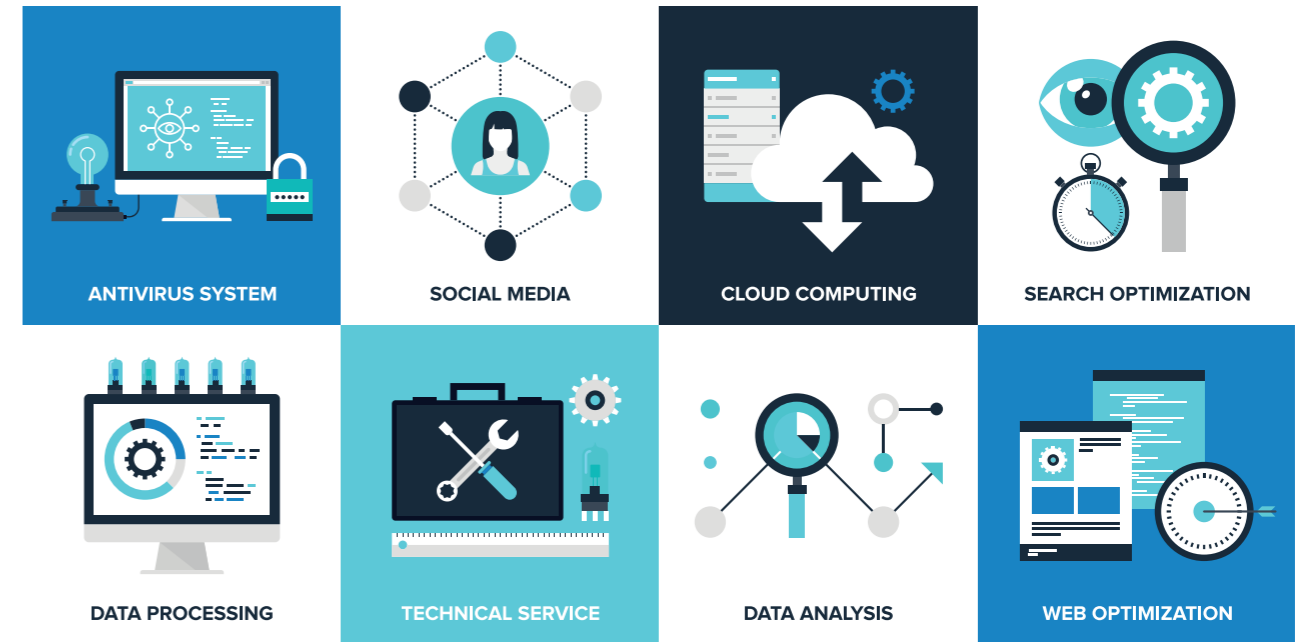 ANTIVIRUS SYSTEM
SOCIAL MEDIA
CLOUD COMPUTING
SEARCH OPTIMIZATION
DATA PROCESSING
TECHNICAL SERVICE
DATA ANALYSIS
WEB OPTIMIZATION